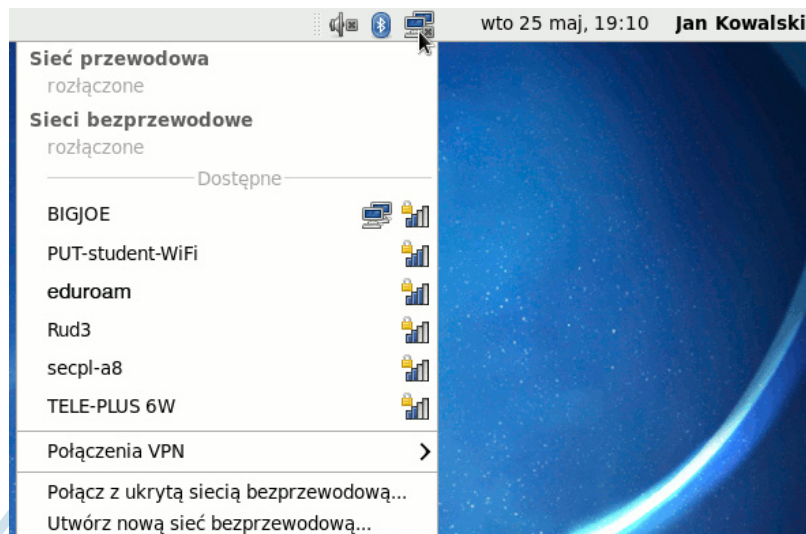 wto 25 maj, 19:10 Jan Kowalski
Sieć przewodowa
rozłączone
Sieci bezprzewodowe
rozłączone
Dostępne
BIGJOE
PUT-student-WiFi
eduroam
Rud3
secpl-a8
TELE-PLUS 6W
Połączenia VPN
Połącz z ukrytą siecią bezprzewodową...
Utwórz nową sieć bezprzewodową...